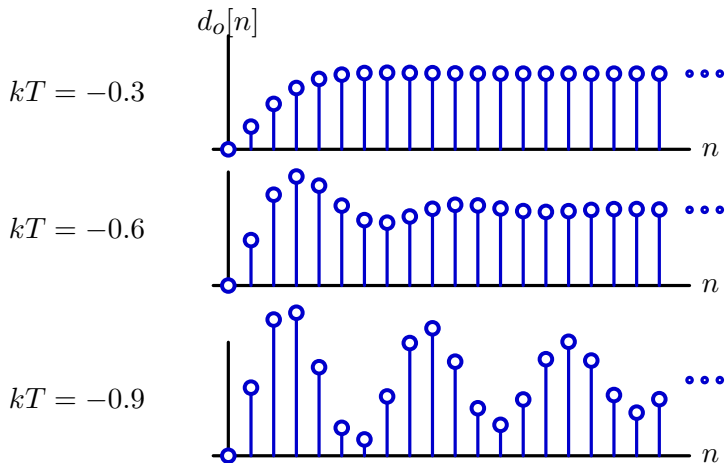 d_o[n]
kT = −0.3
n
kT = −0.6
n
kT = −0.9
n